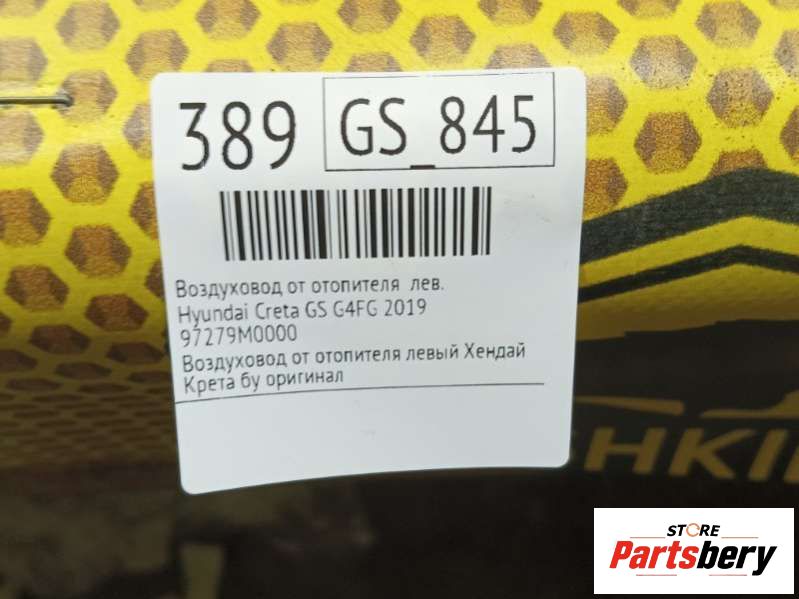 389 GS_845
Воздуховод от отопителя лев.
Hyundai Creta GS G4FG 2019
97279M0000
Воздуховод от отопителя левый Хендай
Крета бу оригинал
STORE
Partsbery